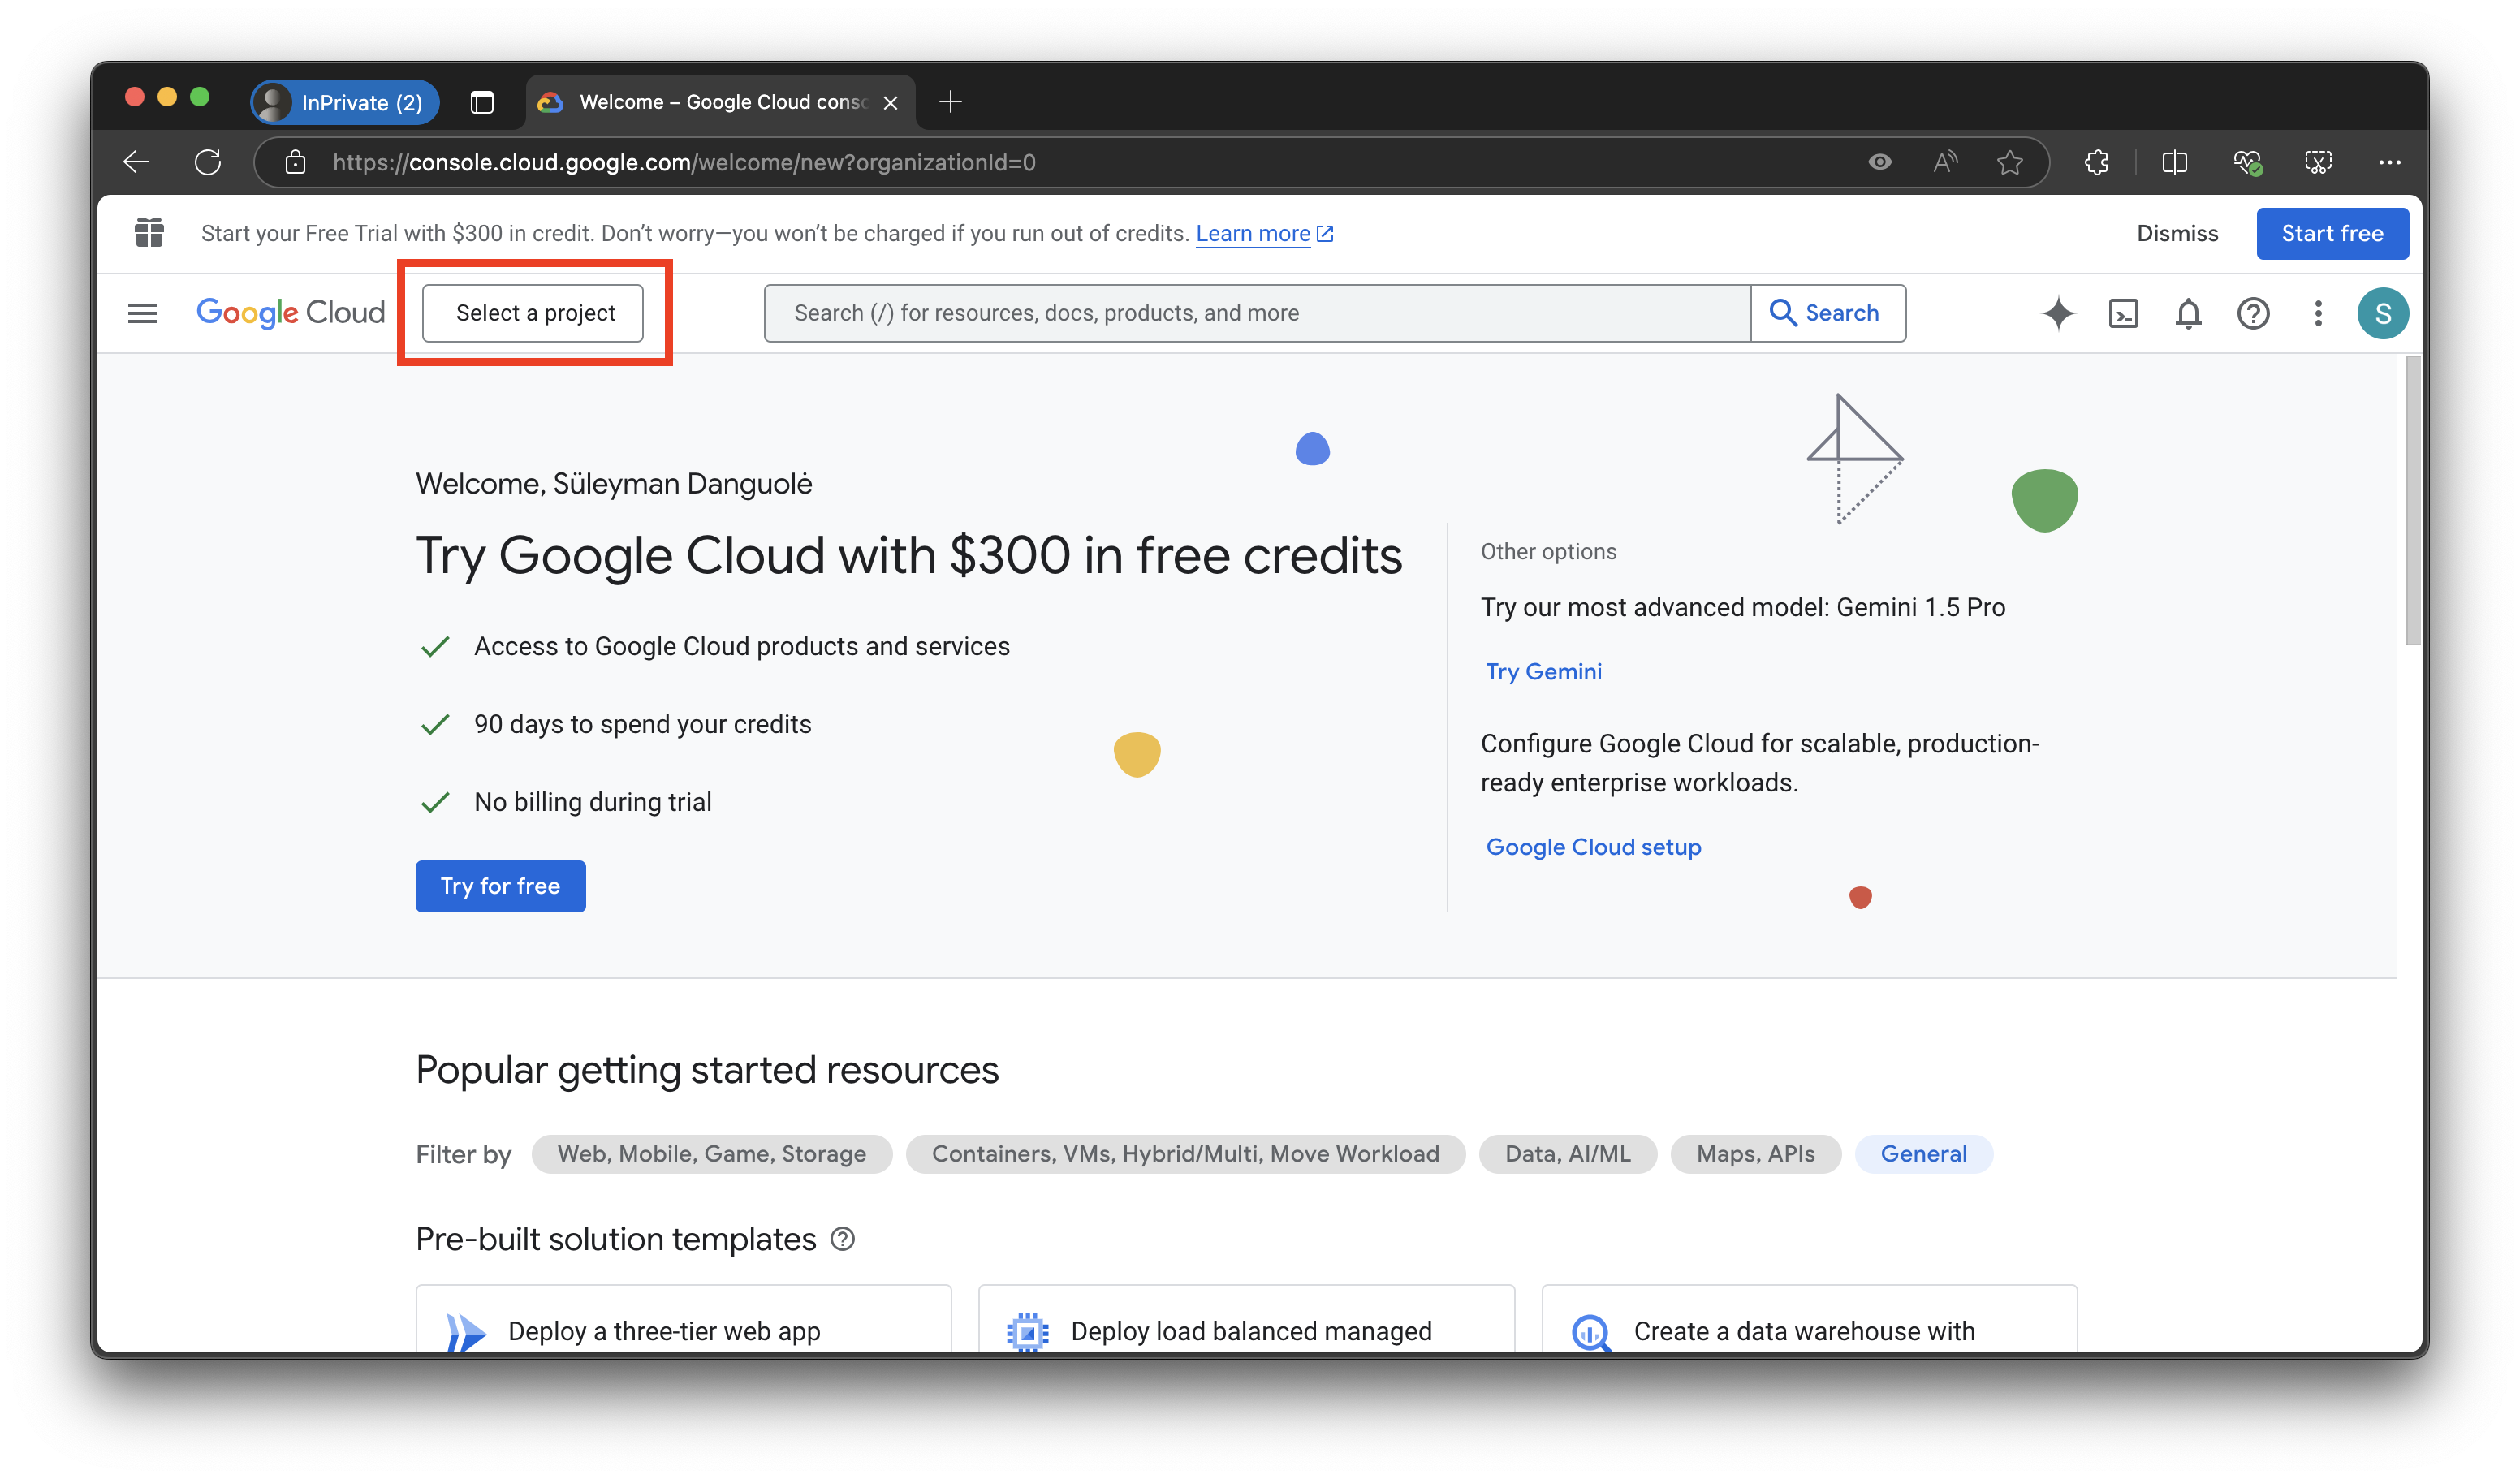 InPrivate (2)
Welcome – Google Cloud conso
https://console.cloud.google.com/welcome/new?organizationId=0
Start your Free Trial with $300 in credit. Don’t worry—you won’t be charged if you run out of credits. Learn more
Dismiss
Start free
Google Cloud
Select a project
Search (/) for resources, docs, products, and more
Search
S
Welcome, Süleyman Danguolė
Try Google Cloud with $300 in free credits
Access to Google Cloud products and services
90 days to spend your credits
No billing during trial
Try for free
Other options
Try our most advanced model: Gemini 1.5 Pro
Try Gemini
Configure Google Cloud for scalable, production-
ready enterprise workloads.
Google Cloud setup
Popular getting started resources
Filter by
Web, Mobile, Game, Storage
Containers, VMs, Hybrid/Multi, Move Workload
Data, AI/ML
Maps, APIs
General
Pre-built solution templates
Deploy a three-tier web app
Deploy load balanced managed
Create a data warehouse with